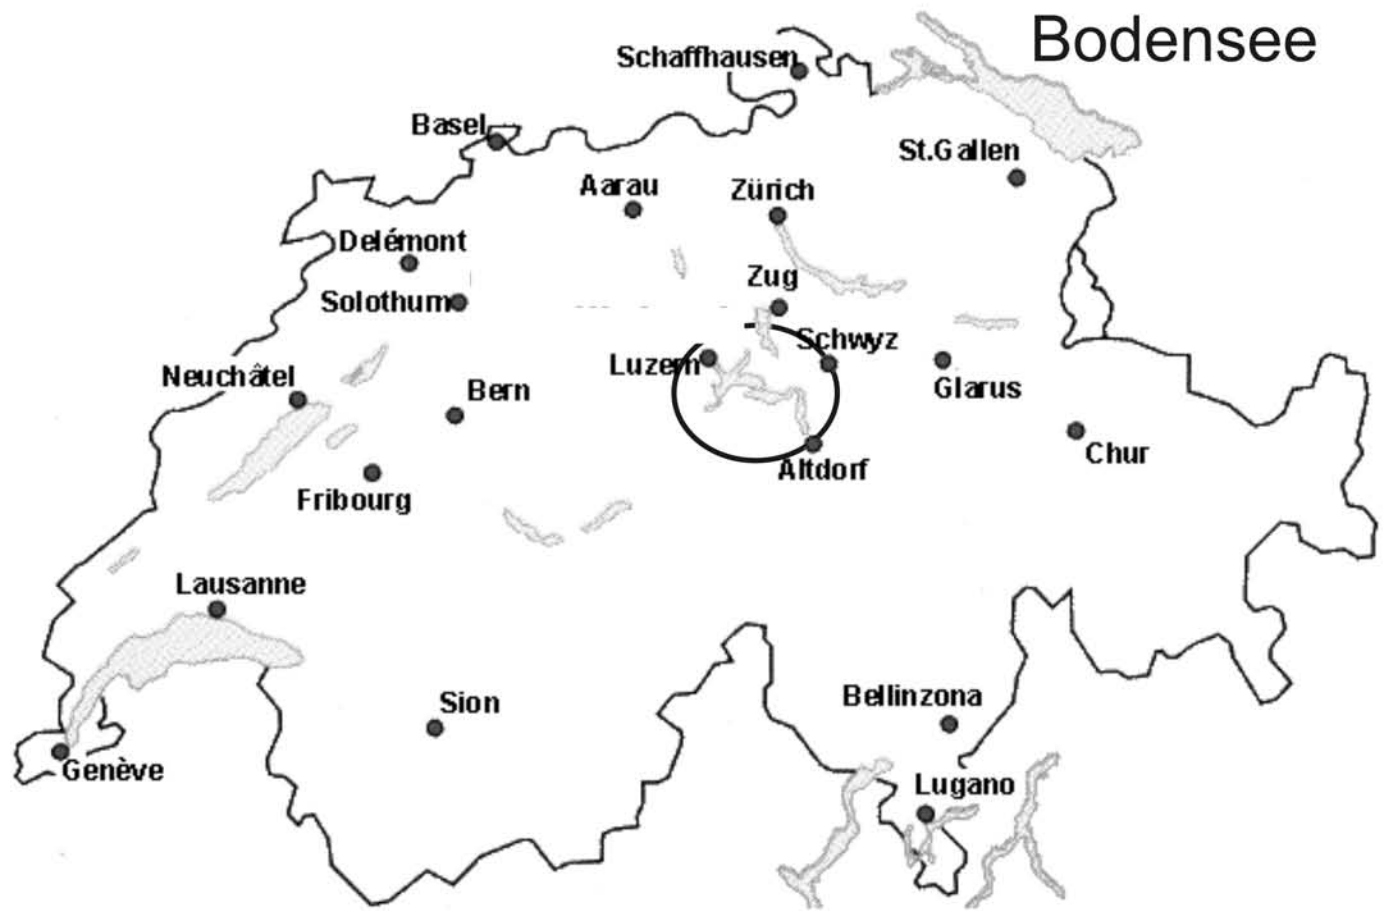 Bodensee
Schaffhausen
Basel
St.Gallen
Aarau
Zürich
Delémont
Zug
Solothurn
Schwyz
Luzern
Neuchâtel
Bern
Glarus
Chur
Altdorf
Fribourg
Lausanne
Sion
Bellinzona
Genève
Lugano